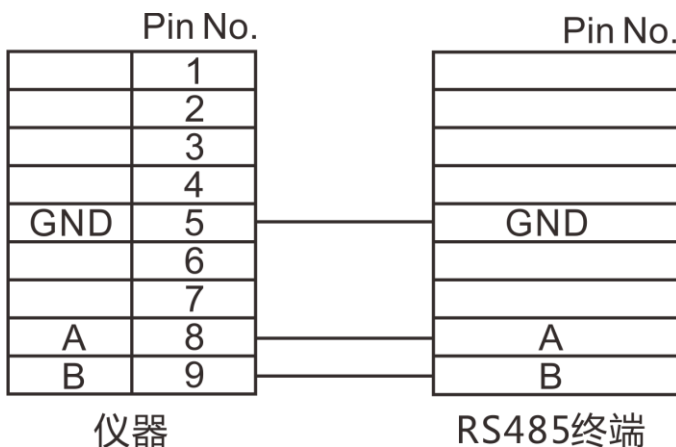 Pin No. Pin No.
1
2
3
4
GND 5 GND
6
7
A 8 A
B 9 B
仪器 RS485终端